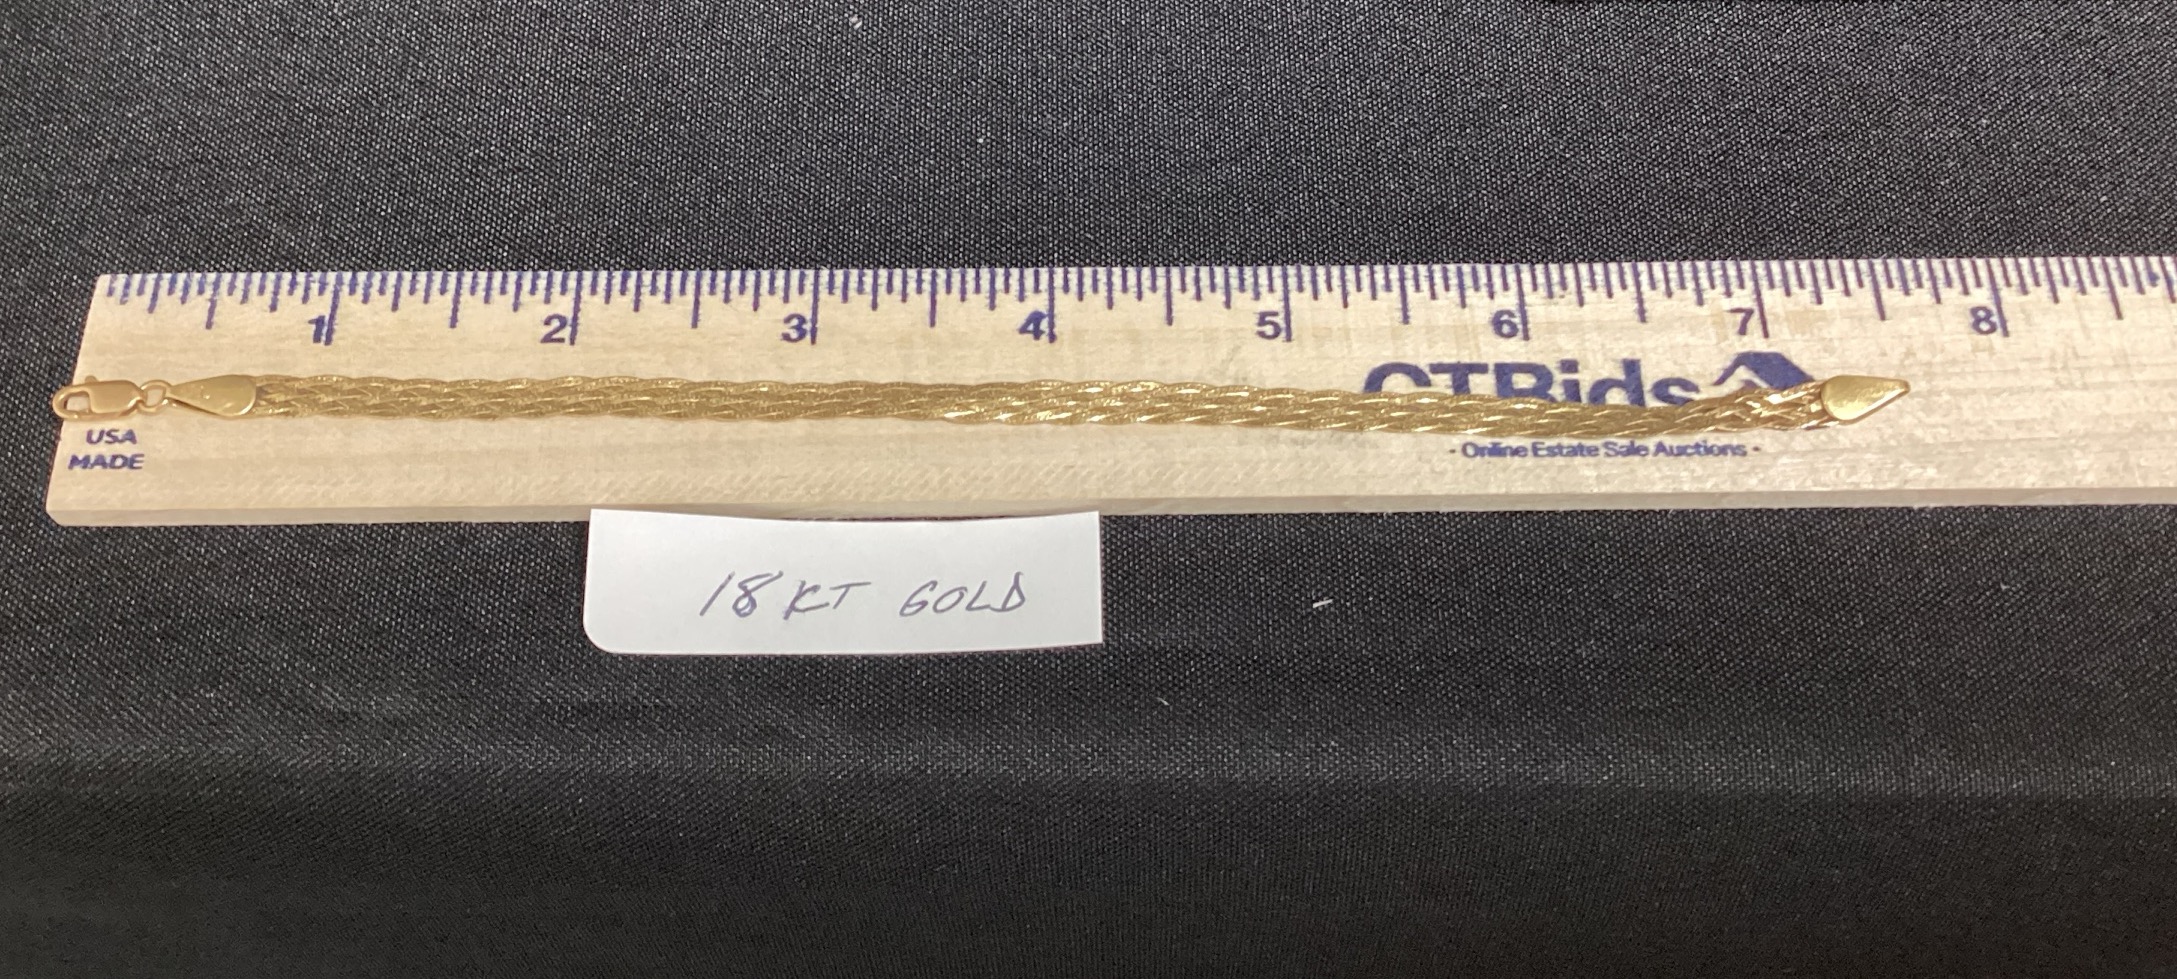 1 2 3 4 5 6 7 8
CTBids
- Online Estate Sale Auctions -
USA
MADE
18 KT GOLD